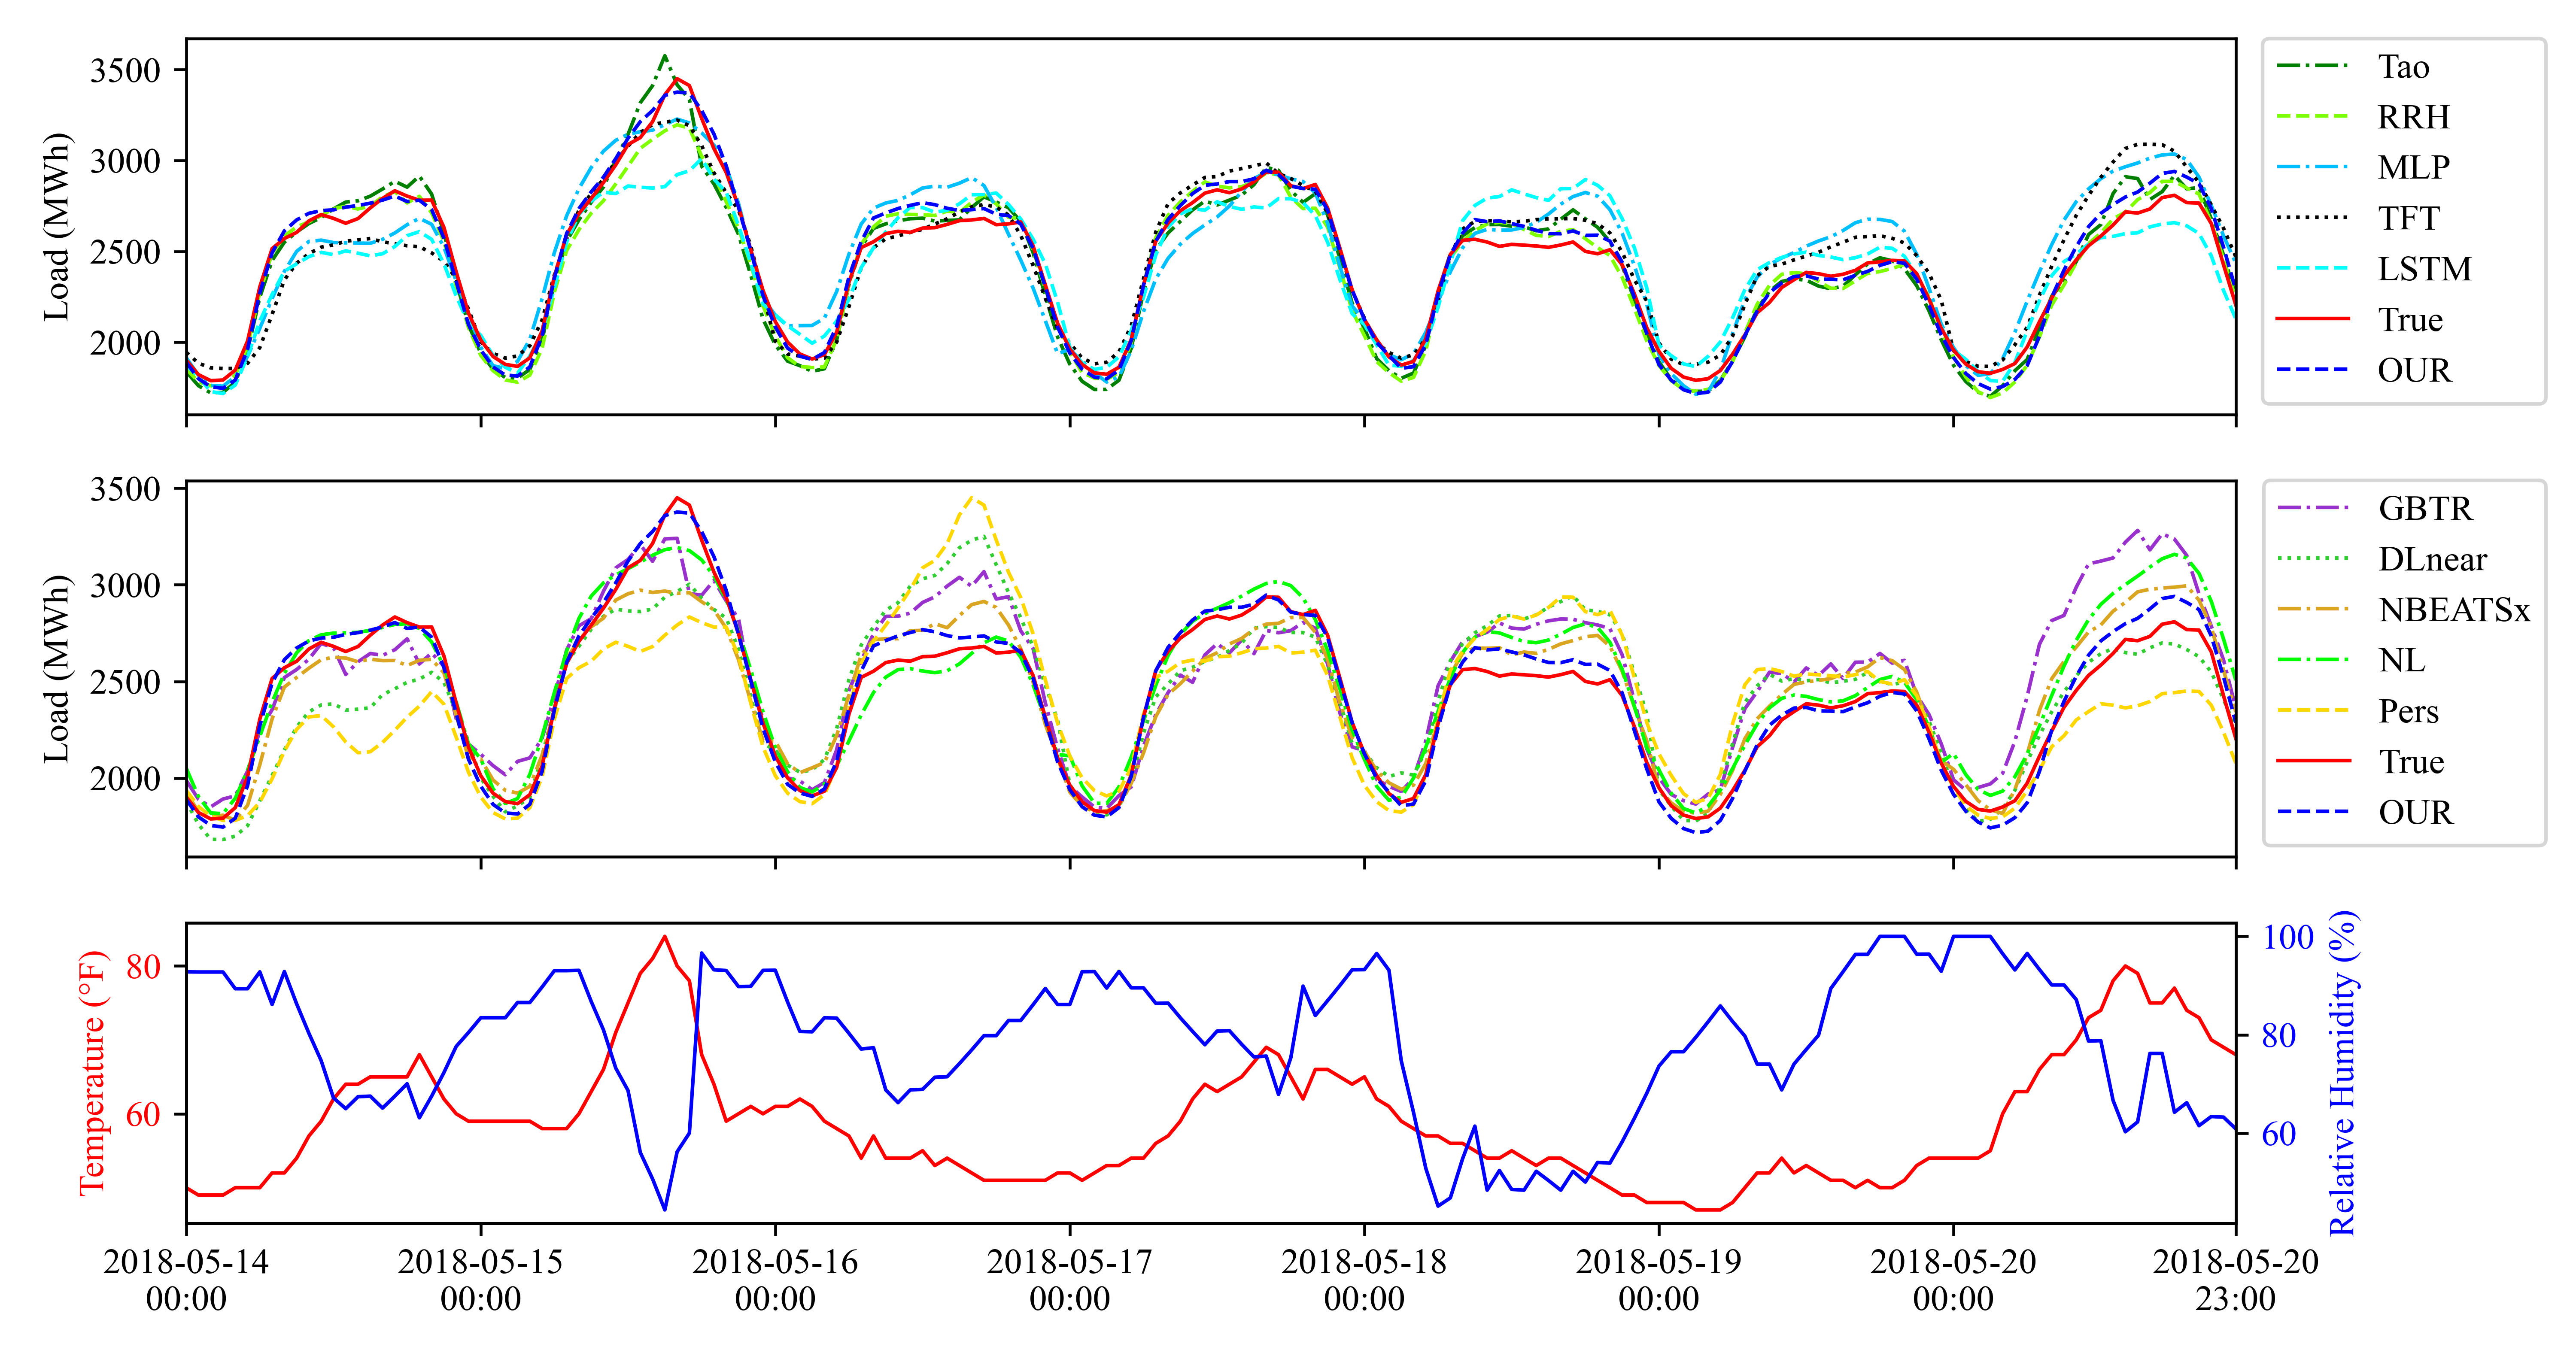 3500
3000
2500
2000
Load (MWh)
Tao
RRH
MLP
TFT
LSTM
True
OUR
3500
3000
2500
2000
Load (MWh)
GBTR
DLnear
NBEATSx
NL
Pers
True
OUR
80
60
Temperature (°F)
100
80
60
Relative Humidity (%)
2018-05-14
00:00
2018-05-15
00:00
2018-05-16
00:00
2018-05-17
00:00
2018-05-18
00:00
2018-05-19
00:00
2018-05-20
00:00
2018-05-20
23:00